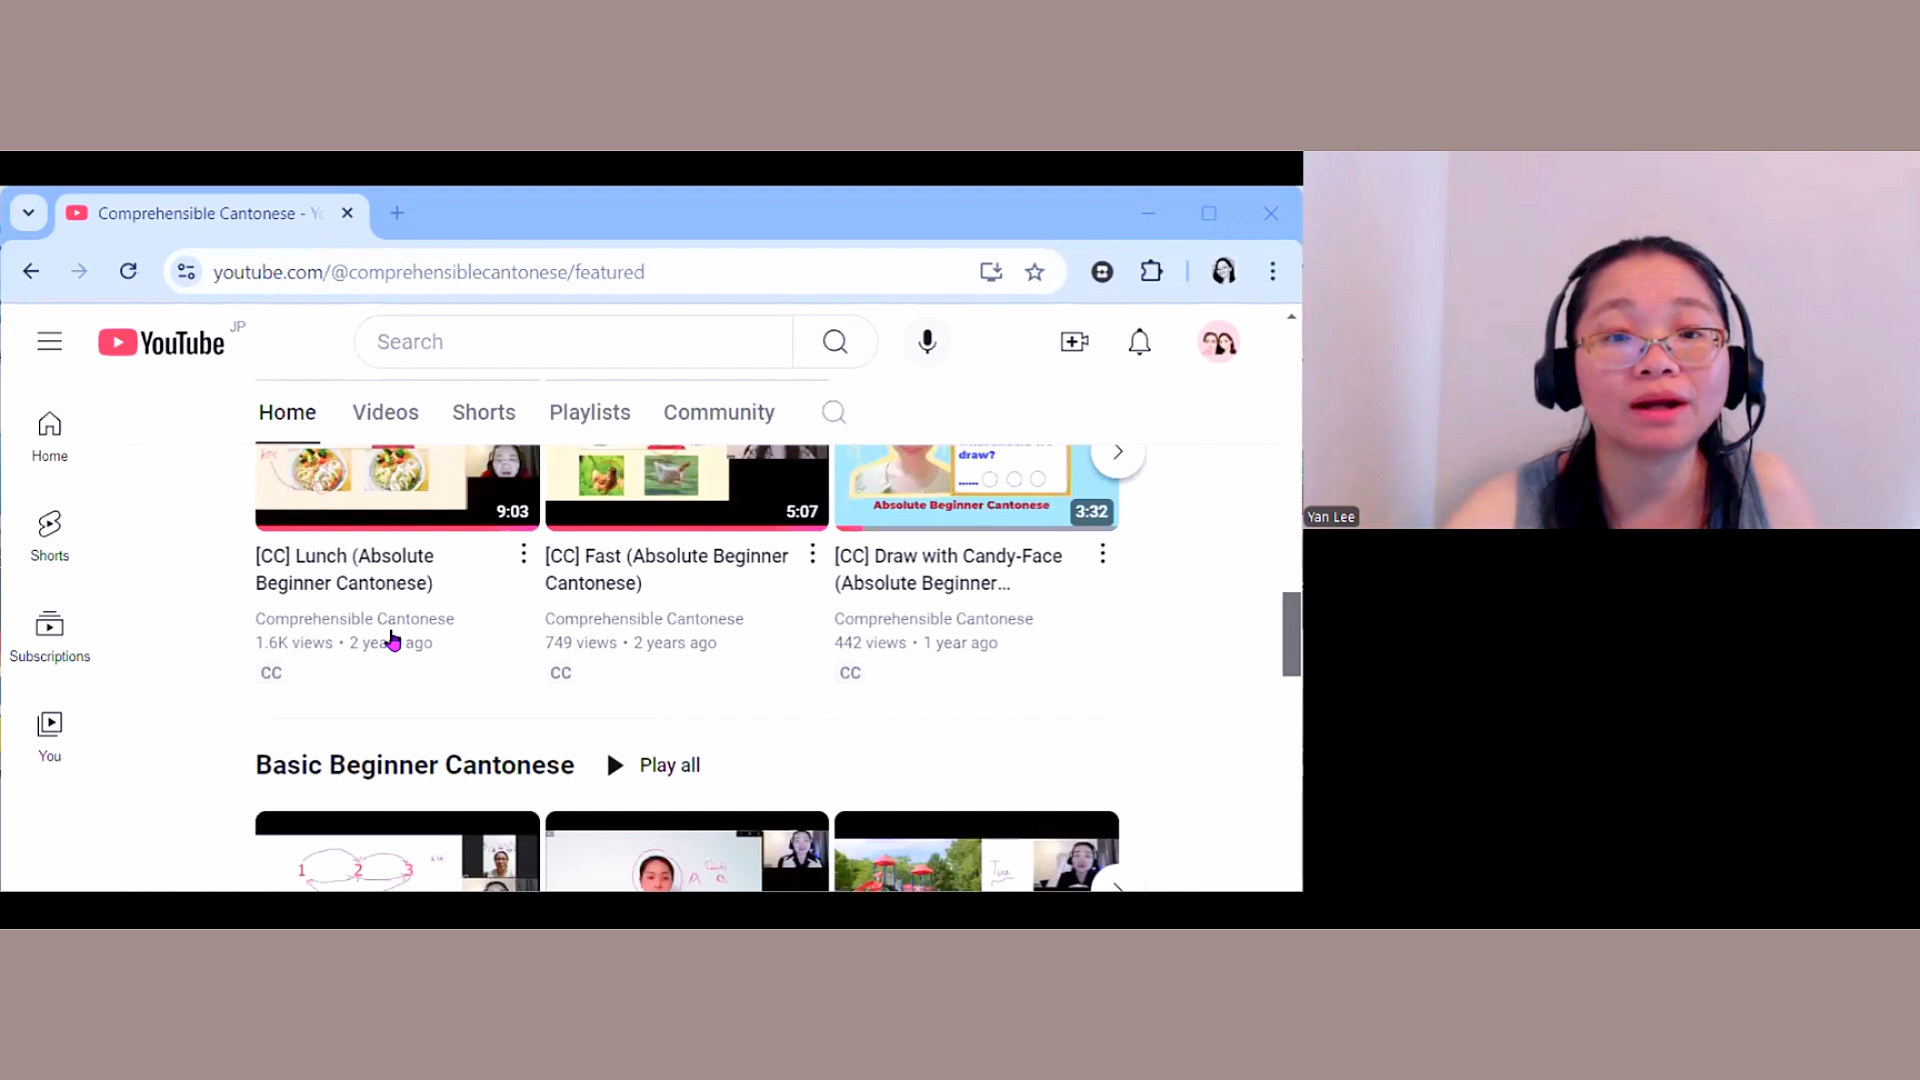 Comprehensible Cantonese - Yo
youtube.com/@comprehensiblecantonese/featured
YouTube JP
Search
Home
Videos
Shorts
Playlists
Community
Home
Shorts
Subscriptions
You
9:03
5:07
draw?
Absolute Beginner Cantonese
3:32
[CC] Lunch (Absolute
Beginner Cantonese)
Comprehensible Cantonese
1.6K views • 2 years ago
CC
[CC] Fast (Absolute Beginner
Cantonese)
Comprehensible Cantonese
749 views • 2 years ago
CC
[CC] Draw with Candy-Face
(Absolute Beginner...
Comprehensible Cantonese
442 views • 1 year ago
CC
Basic Beginner Cantonese
Play all
1 2 3
Yan Lee